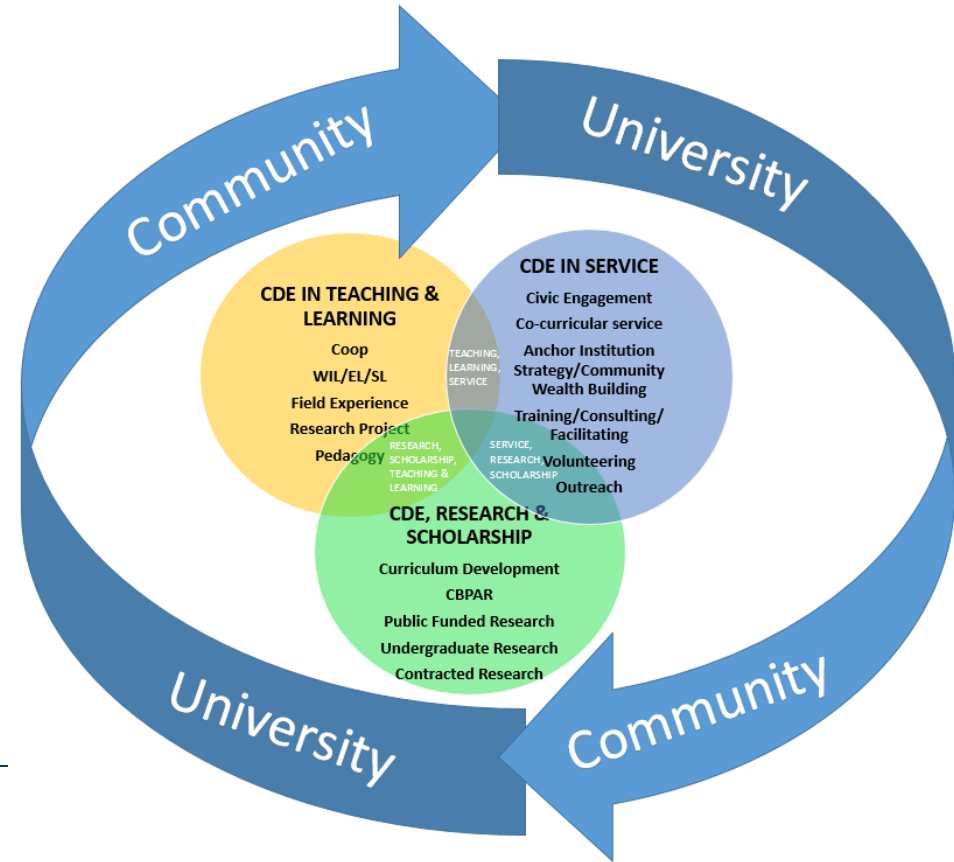 Community
University
CDE IN TEACHING &
LEARNING
Coop
WIL/EL/SL
Field Experience
Research Project
Pedagogy
CDE IN SERVICE
Civic Engagement
Co-curricular service
Anchor Institution
Strategy/Community
Wealth Building
Training/Consulting/
Facilitating
Volunteering
Outreach
TEACHING,
LEARNING,
SERVICE
RESEARCH,
SCHOLARSHIP,
TEACHING &
LEARNING
SERVICE,
RESEARCH,
SCHOLARSHIP
CDE, RESEARCH &
SCHOLARSHIP
Curriculum Development
CBPAR
Public Funded Research
Undergraduate Research
Contracted Research
University
Community